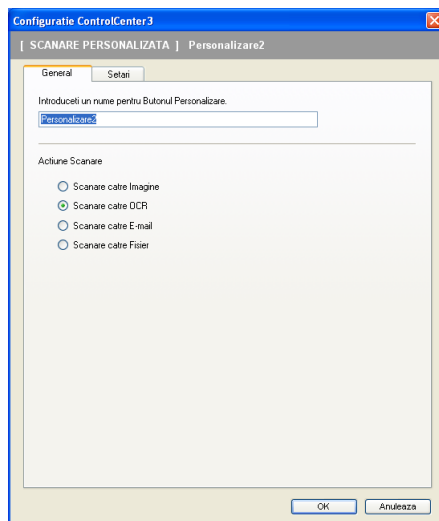 Configuratie ControlCenter3
[ SCANARE PERSONALIZATA ] Personalizare2
General Setari
Introduceti un nume pentru Butonul Personalizare.
Personalizare2
Actiune Scanare
Scanare catre Imagine
Scanare catre OCR
Scanare catre E-mail
Scanare catre Fisier
OK Anuleaza